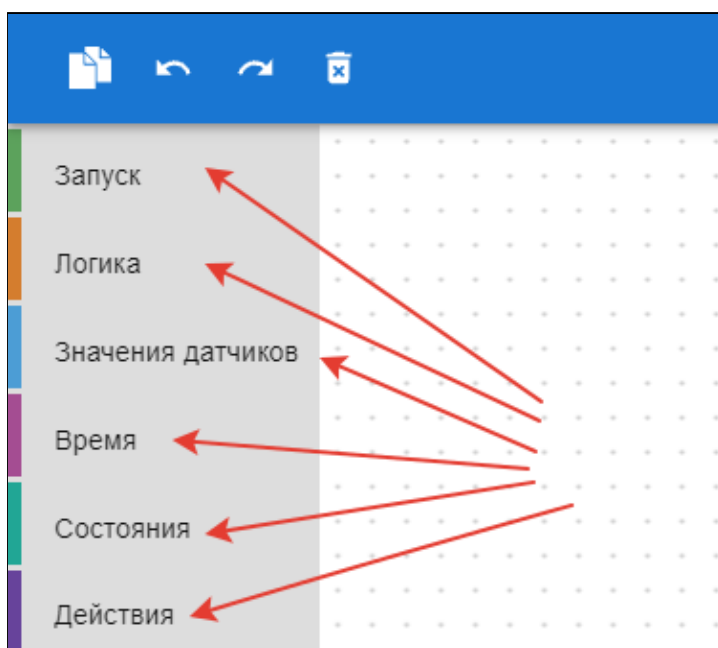 Запуск
Логика
Значения датчиков
Время
Состояния
Действия